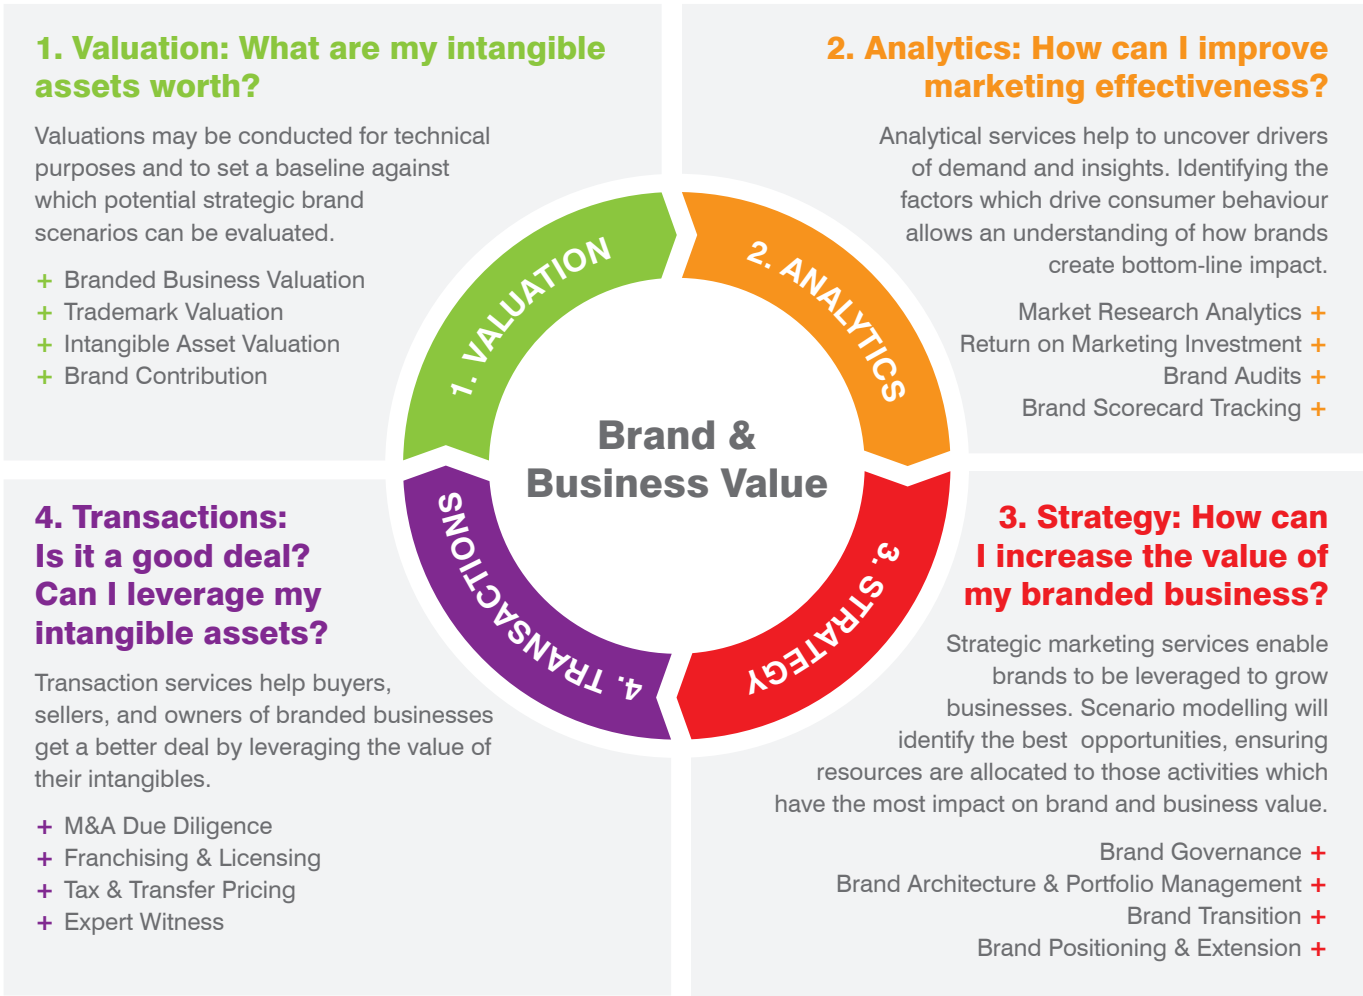 1. Valuation: What are my intangible
assets worth?
Valuations may be conducted for technical
purposes and to set a baseline against
which potential strategic brand
scenarios can be evaluated.
+ Branded Business Valuation
+ Trademark Valuation
+ Intangible Asset Valuation
+ Brand Contribution
2. Analytics: How can I improve
marketing effectiveness?
Analytical services help to uncover drivers
of demand and insights. Identifying the
factors which drive consumer behaviour
allows an understanding of how brands
create bottom-line impact.
Market Research Analytics +
Return on Marketing Investment +
Brand Audits +
Brand Scorecard Tracking +
1. VALUATION
2. ANALYTICS
3. STRATEGY
4. TRANSACTIONS
Brand &
Business Value
3. Strategy: How can
I increase the value of
my branded business?
Strategic marketing services enable
brands to be leveraged to grow
businesses. Scenario modelling will
identify the best  opportunities, ensuring
resources are allocated to those activities which
have the most impact on brand and business value.
Brand Governance +
Brand Architecture & Portfolio Management +
Brand Transition +
Brand Positioning & Extension +
4. Transactions:
Is it a good deal?
Can I leverage my
intangible assets?
Transaction services help buyers,
sellers, and owners of branded businesses
get a better deal by leveraging the value of
their intangibles.
+ M&A Due Diligence
+ Franchising & Licensing
+ Tax & Transfer Pricing
+ Expert Witness